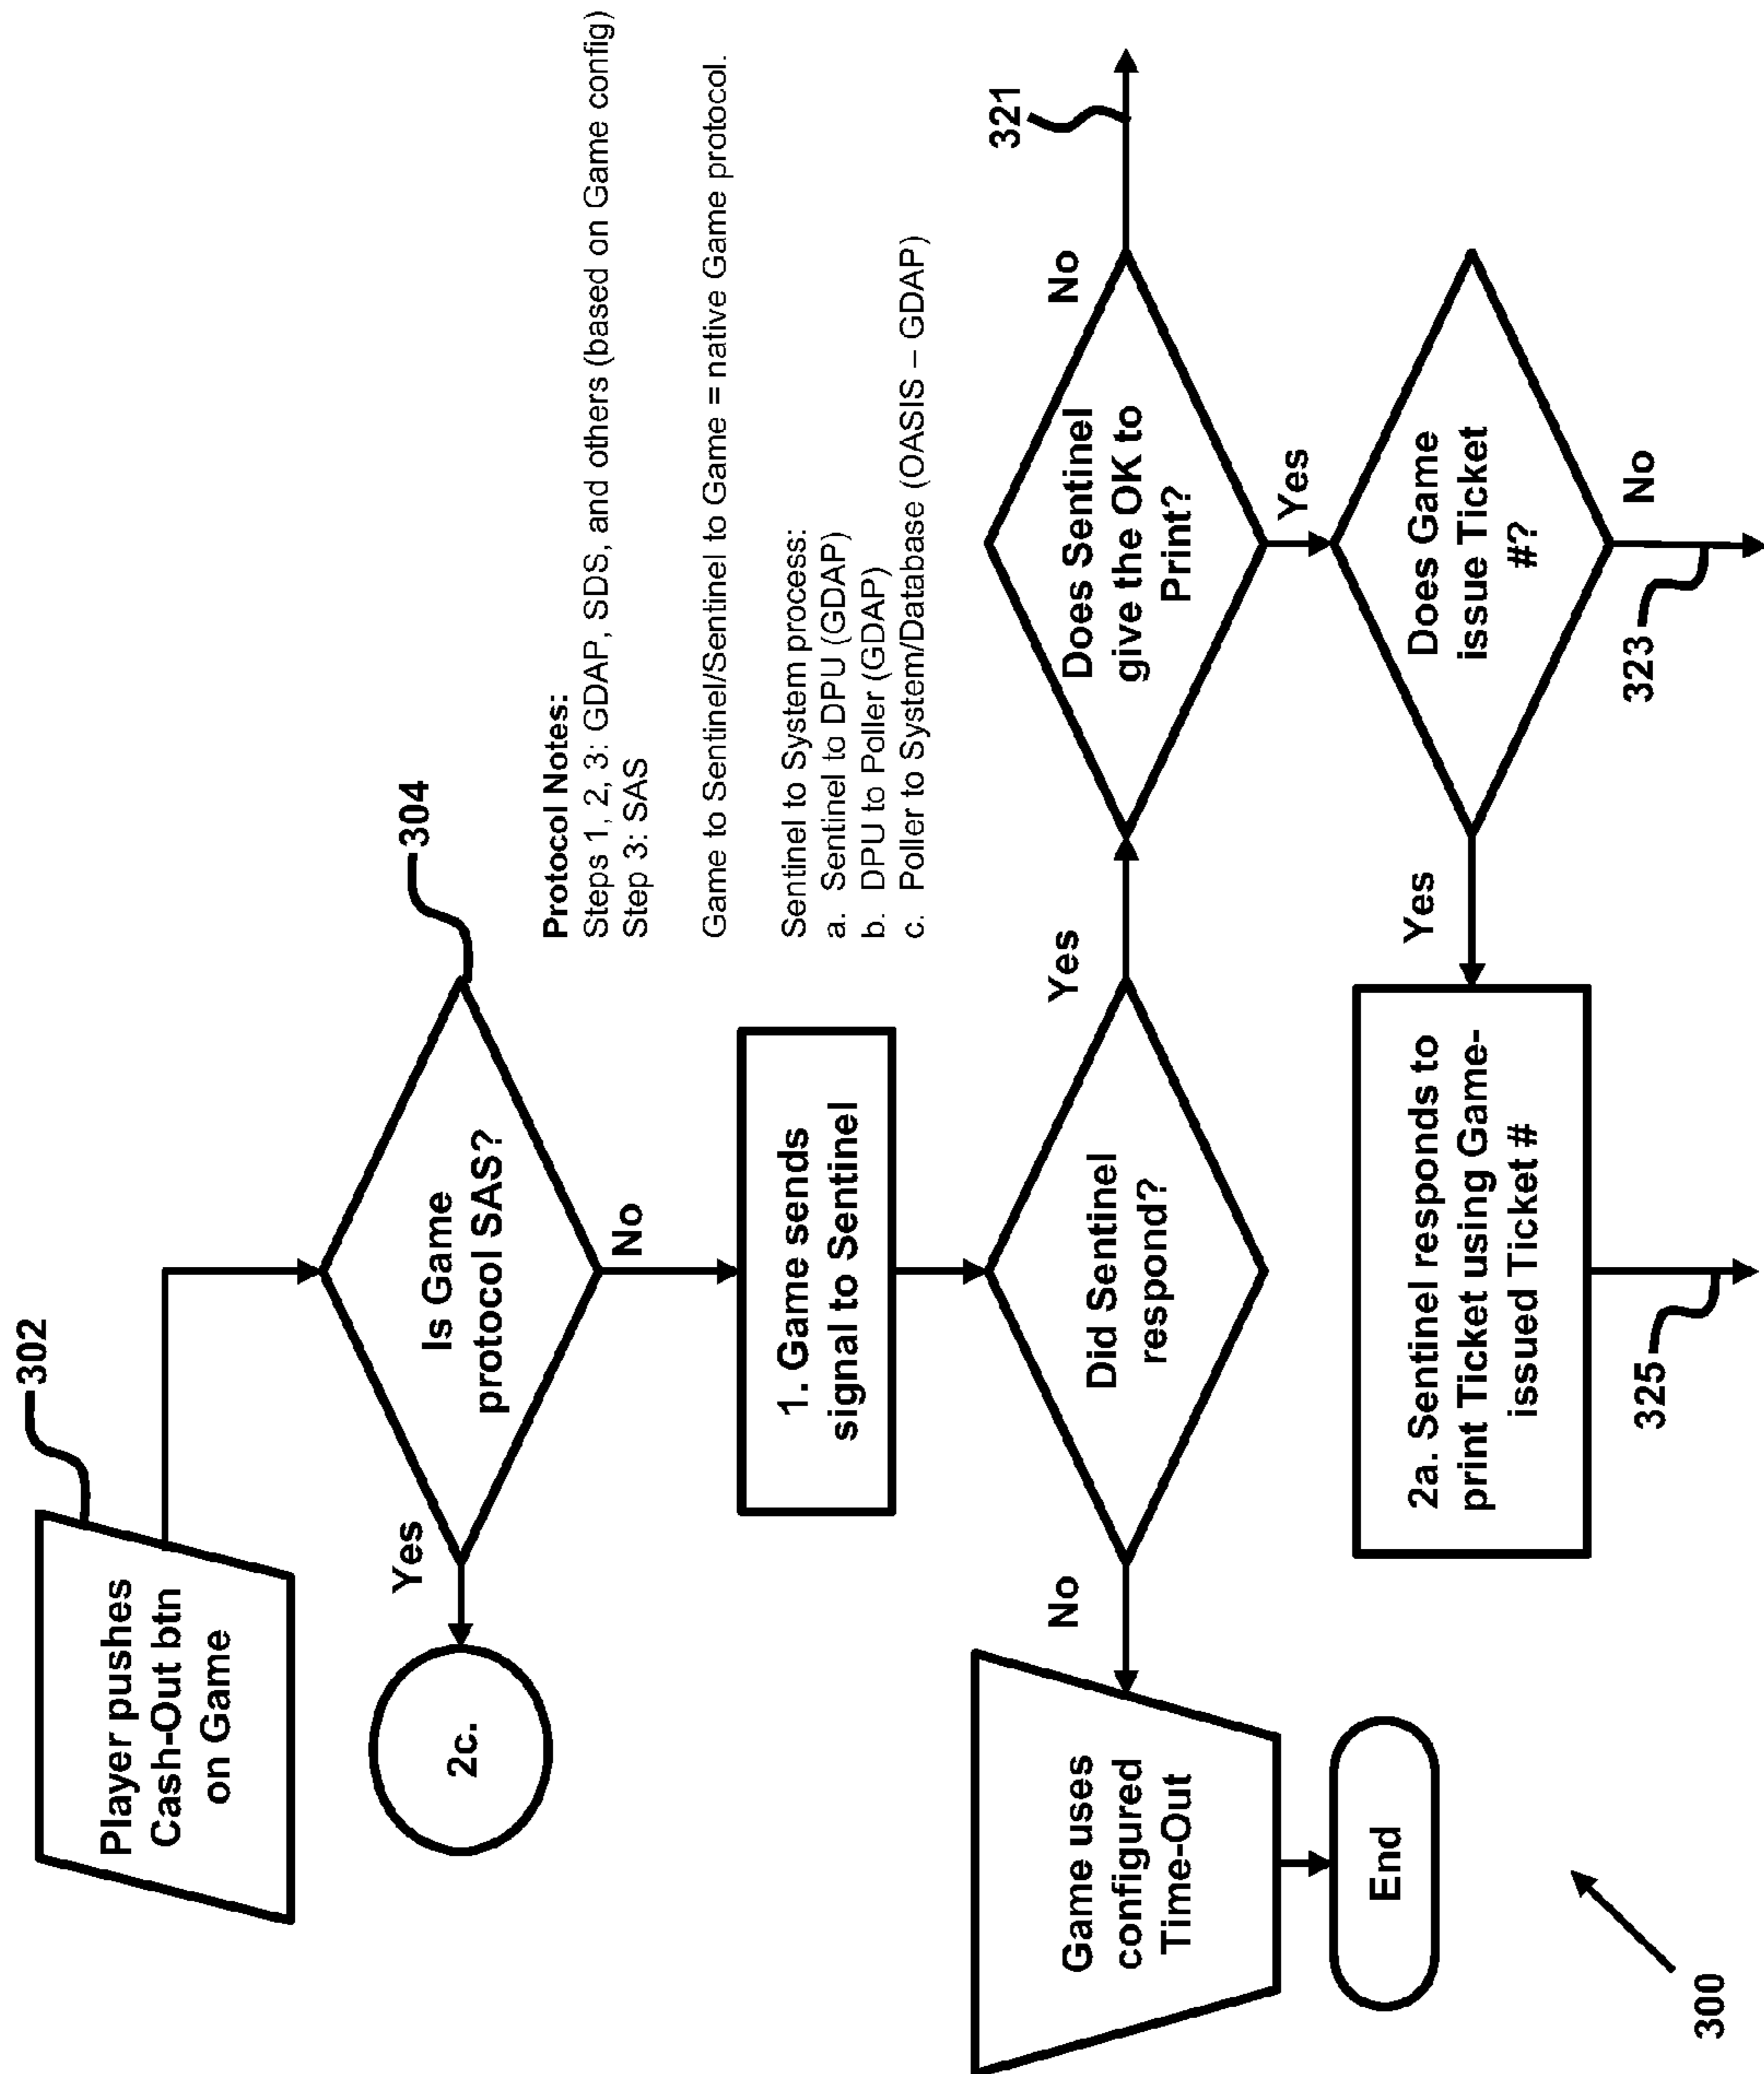 Player pushes
Cash-Out btn
on Game
302
Is Game
protocol SAS?
304
Yes
No
2c.
1. Game sends
signal to Sentinel
Protocol Notes:
Steps 1, 2, 3: GDAP, SDS, and others (based on Game config)
Step 3: SAS
Game to Sentinel/Sentinel to Game = native Game protocol.
Sentinel to System process:
a. Sentinel to DPU (GDAP)
b. DPU to Poller (GDAP)
c. Poller to System/Database (OASIS – GDAP)
Did Sentinel
respond?
No
Yes
Game uses
configured
Time-Out
End
Does Sentinel
give the OK to
Print?
No
321
Yes
Does Game
issue Ticket
#?
Yes
No
323
2a. Sentinel responds to
print Ticket using Game-
issued Ticket #
325
300